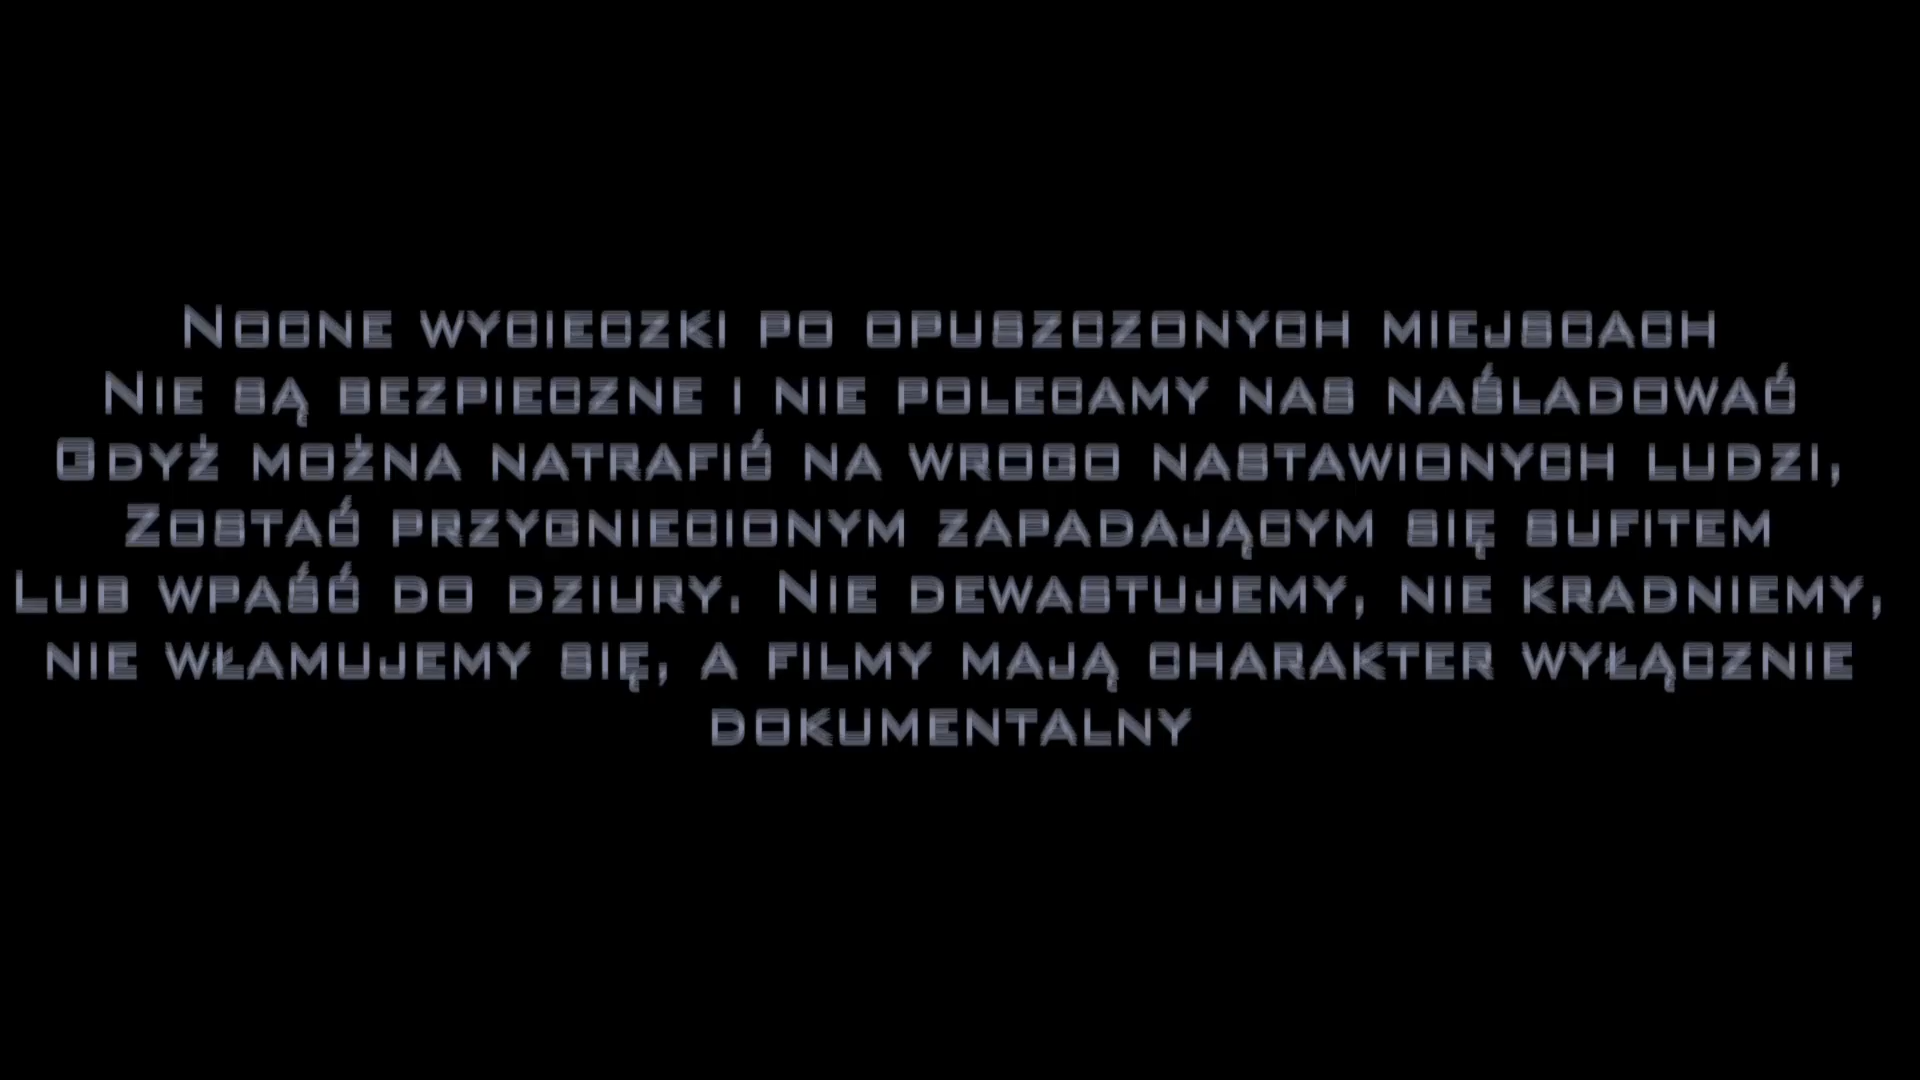 Nocne wycieczki po opuszczonych miejscach
Nie są bezpieczne i nie polecamy nas naśladować
Gdyż można natrafić na wrogo nastawionych ludzi,
Zostać przygniecionym zapadającym się sufitem
Lub wpaść do dziury. Nie dewastujemy, nie kradniemy,
nie włamujemy się, a filmy mają charakter wyłącznie
dokumentalny